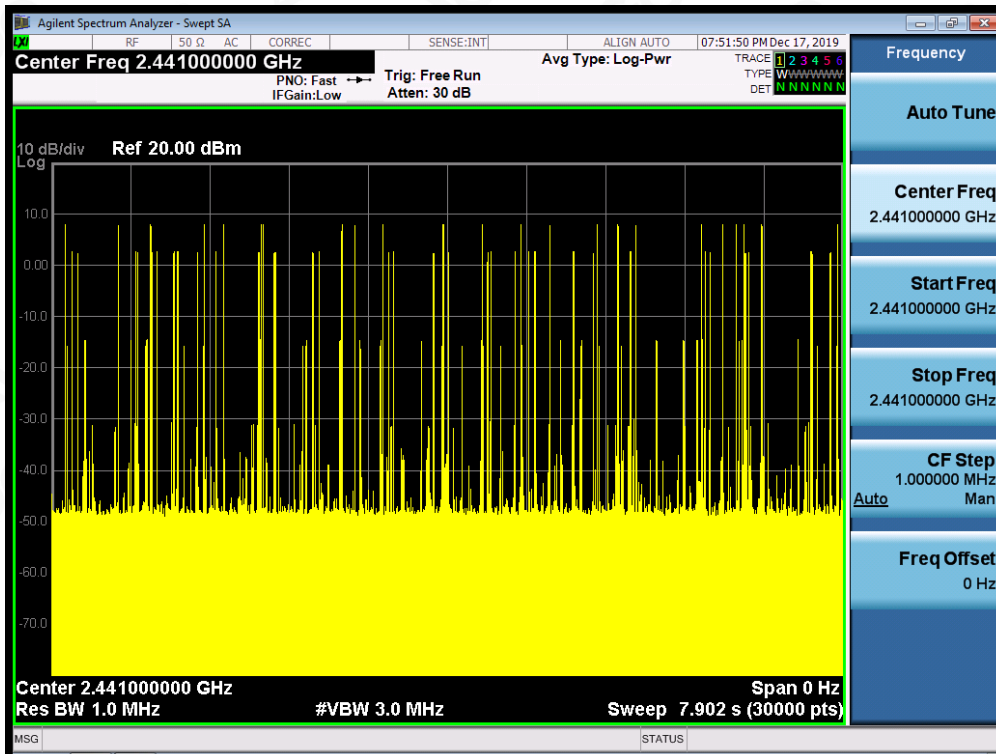 Agilent Spectrum Analyzer - Swept SA
LXI RF 50 Ω AC CORREC SENSE:INT ALIGN AUTO 07:51:50 PM Dec 17, 2019
Center Freq 2.441000000 GHz
PNO: Fast
IFGain:Low
Trig: Free Run
Atten: 30 dB
Avg Type: Log-Pwr
TRACE 1 2 3 4 5 6
TYPE WWWWWW
DET N N N N N N
10 dB/div Ref 20.00 dBm
Log
10.0
0.00
-10.0
-20.0
-30.0
-40.0
-50.0
-60.0
-70.0
Center 2.441000000 GHz Span 0 Hz
Res BW 1.0 MHz #VBW 3.0 MHz Sweep 7.902 s (30000 pts)
MSG STATUS
Frequency
Auto Tune
Center Freq
2.441000000 GHz
Start Freq
2.441000000 GHz
Stop Freq
2.441000000 GHz
CF Step
1.000000 MHz
Auto Man
Freq Offset
0 Hz